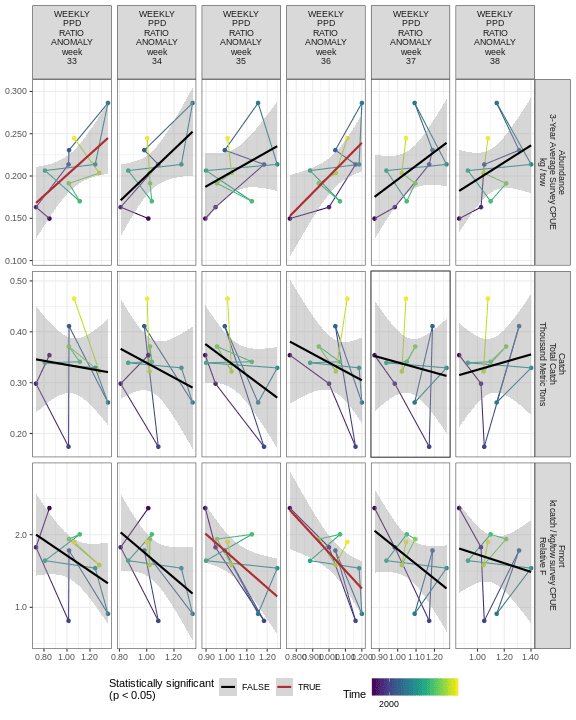 WEEKLY
PPD
RATIO
ANOMALY
week
33
WEEKLY
PPD
RATIO
ANOMALY
week
34
WEEKLY
PPD
RATIO
ANOMALY
week
35
WEEKLY
PPD
RATIO
ANOMALY
week
36
WEEKLY
PPD
RATIO
ANOMALY
week
37
WEEKLY
PPD
RATIO
ANOMALY
week
38
0.300
0.250
0.200
0.150
0.100
Abundance
3-Year Average Survey CPUE
kg / tow
0.50
0.40
0.30
0.20
Catch
Total Catch
Thousand Metric Tons
2.0
1.0
Fmort
kt catch / kg/tow survey CPUE
Relative F
0.80 1.00 1.20
0.80 1.00 1.20
0.90 1.00 1.10 1.20
0.800 0.900 1.000 1.100 1.200
0.90 1.00 1.10 1.20
1.00 1.20 1.40
Statistically significant
(p < 0.05)
FALSE
TRUE
Time
2000